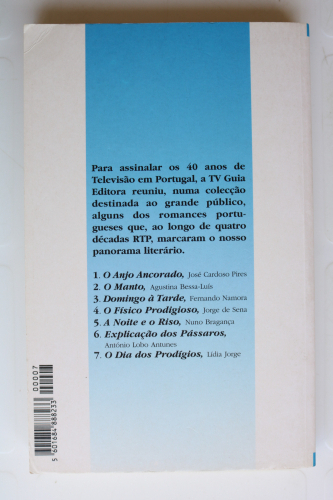 Para assinalar os 40 anos de
Televisão em Portugal, a TV Guia
Editora reuniu, numa colecção
destinada ao grande público,
alguns dos romances portu-
gueses que, ao longo de quatro
décadas RTP, marcaram o nosso
panorama literário.
1. O Anjo Ancorado, José Cardoso Pires
2. O Manto, Agustina Bessa-Luís
3. Domingo à Tarde, Fernando Namora
4. O Físico Prodigioso, Jorge de Sena
5. A Noite e o Riso, Nuno Bragança
6. Explicação dos Pássaros,
António Lobo Antunes
7. O Dia dos Prodígios, Lídia Jorge
00007
5601684888233